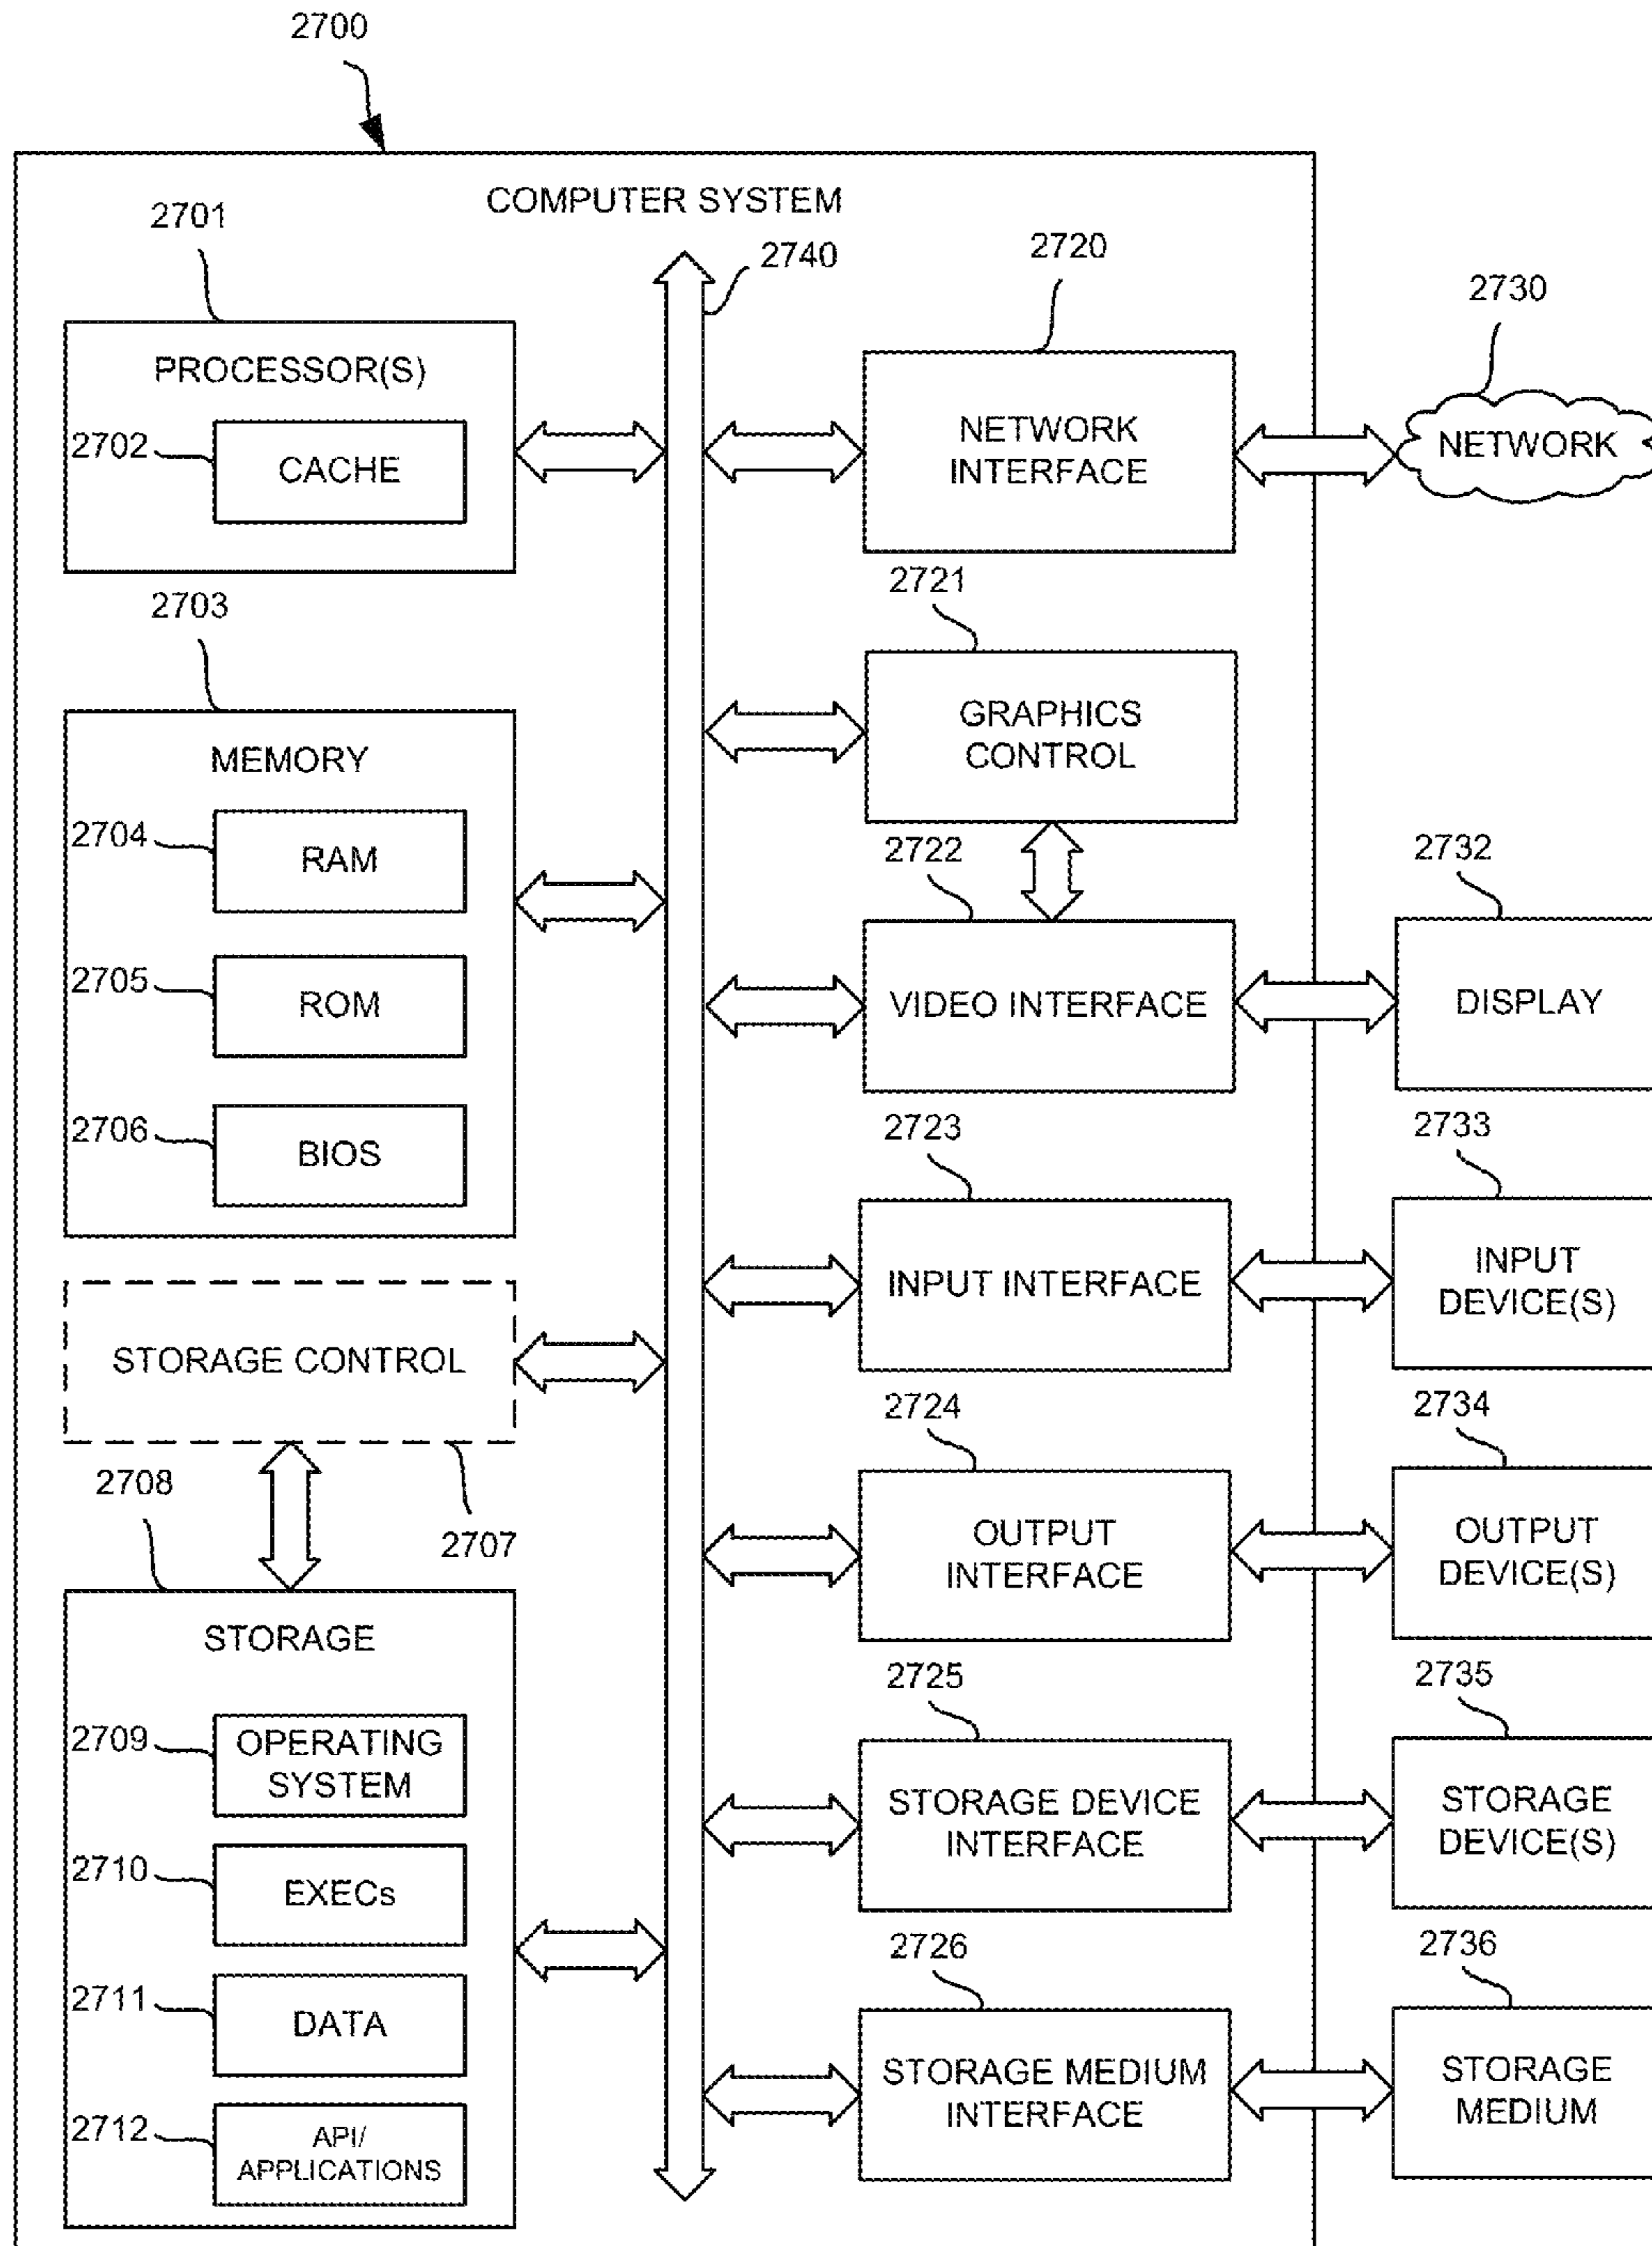 2700
COMPUTER SYSTEM
2701
2740
2720
2730
PROCESSOR(S)
2702
CACHE
NETWORK
INTERFACE
NETWORK
2703
2721
MEMORY
GRAPHICS
CONTROL
2704
RAM
2722
2732
2705
ROM
VIDEO INTERFACE
DISPLAY
2706
BIOS
2723
2733
INPUT INTERFACE
INPUT
DEVICE(S)
STORAGE CONTROL
2724
2734
2708
2707
OUTPUT
INTERFACE
OUTPUT
DEVICE(S)
STORAGE
2725
2735
2709
OPERATING
SYSTEM
STORAGE DEVICE
INTERFACE
STORAGE
DEVICE(S)
2710
EXECs
2726
2736
2711
DATA
STORAGE MEDIUM
INTERFACE
STORAGE
MEDIUM
2712
API/
APPLICATIONS